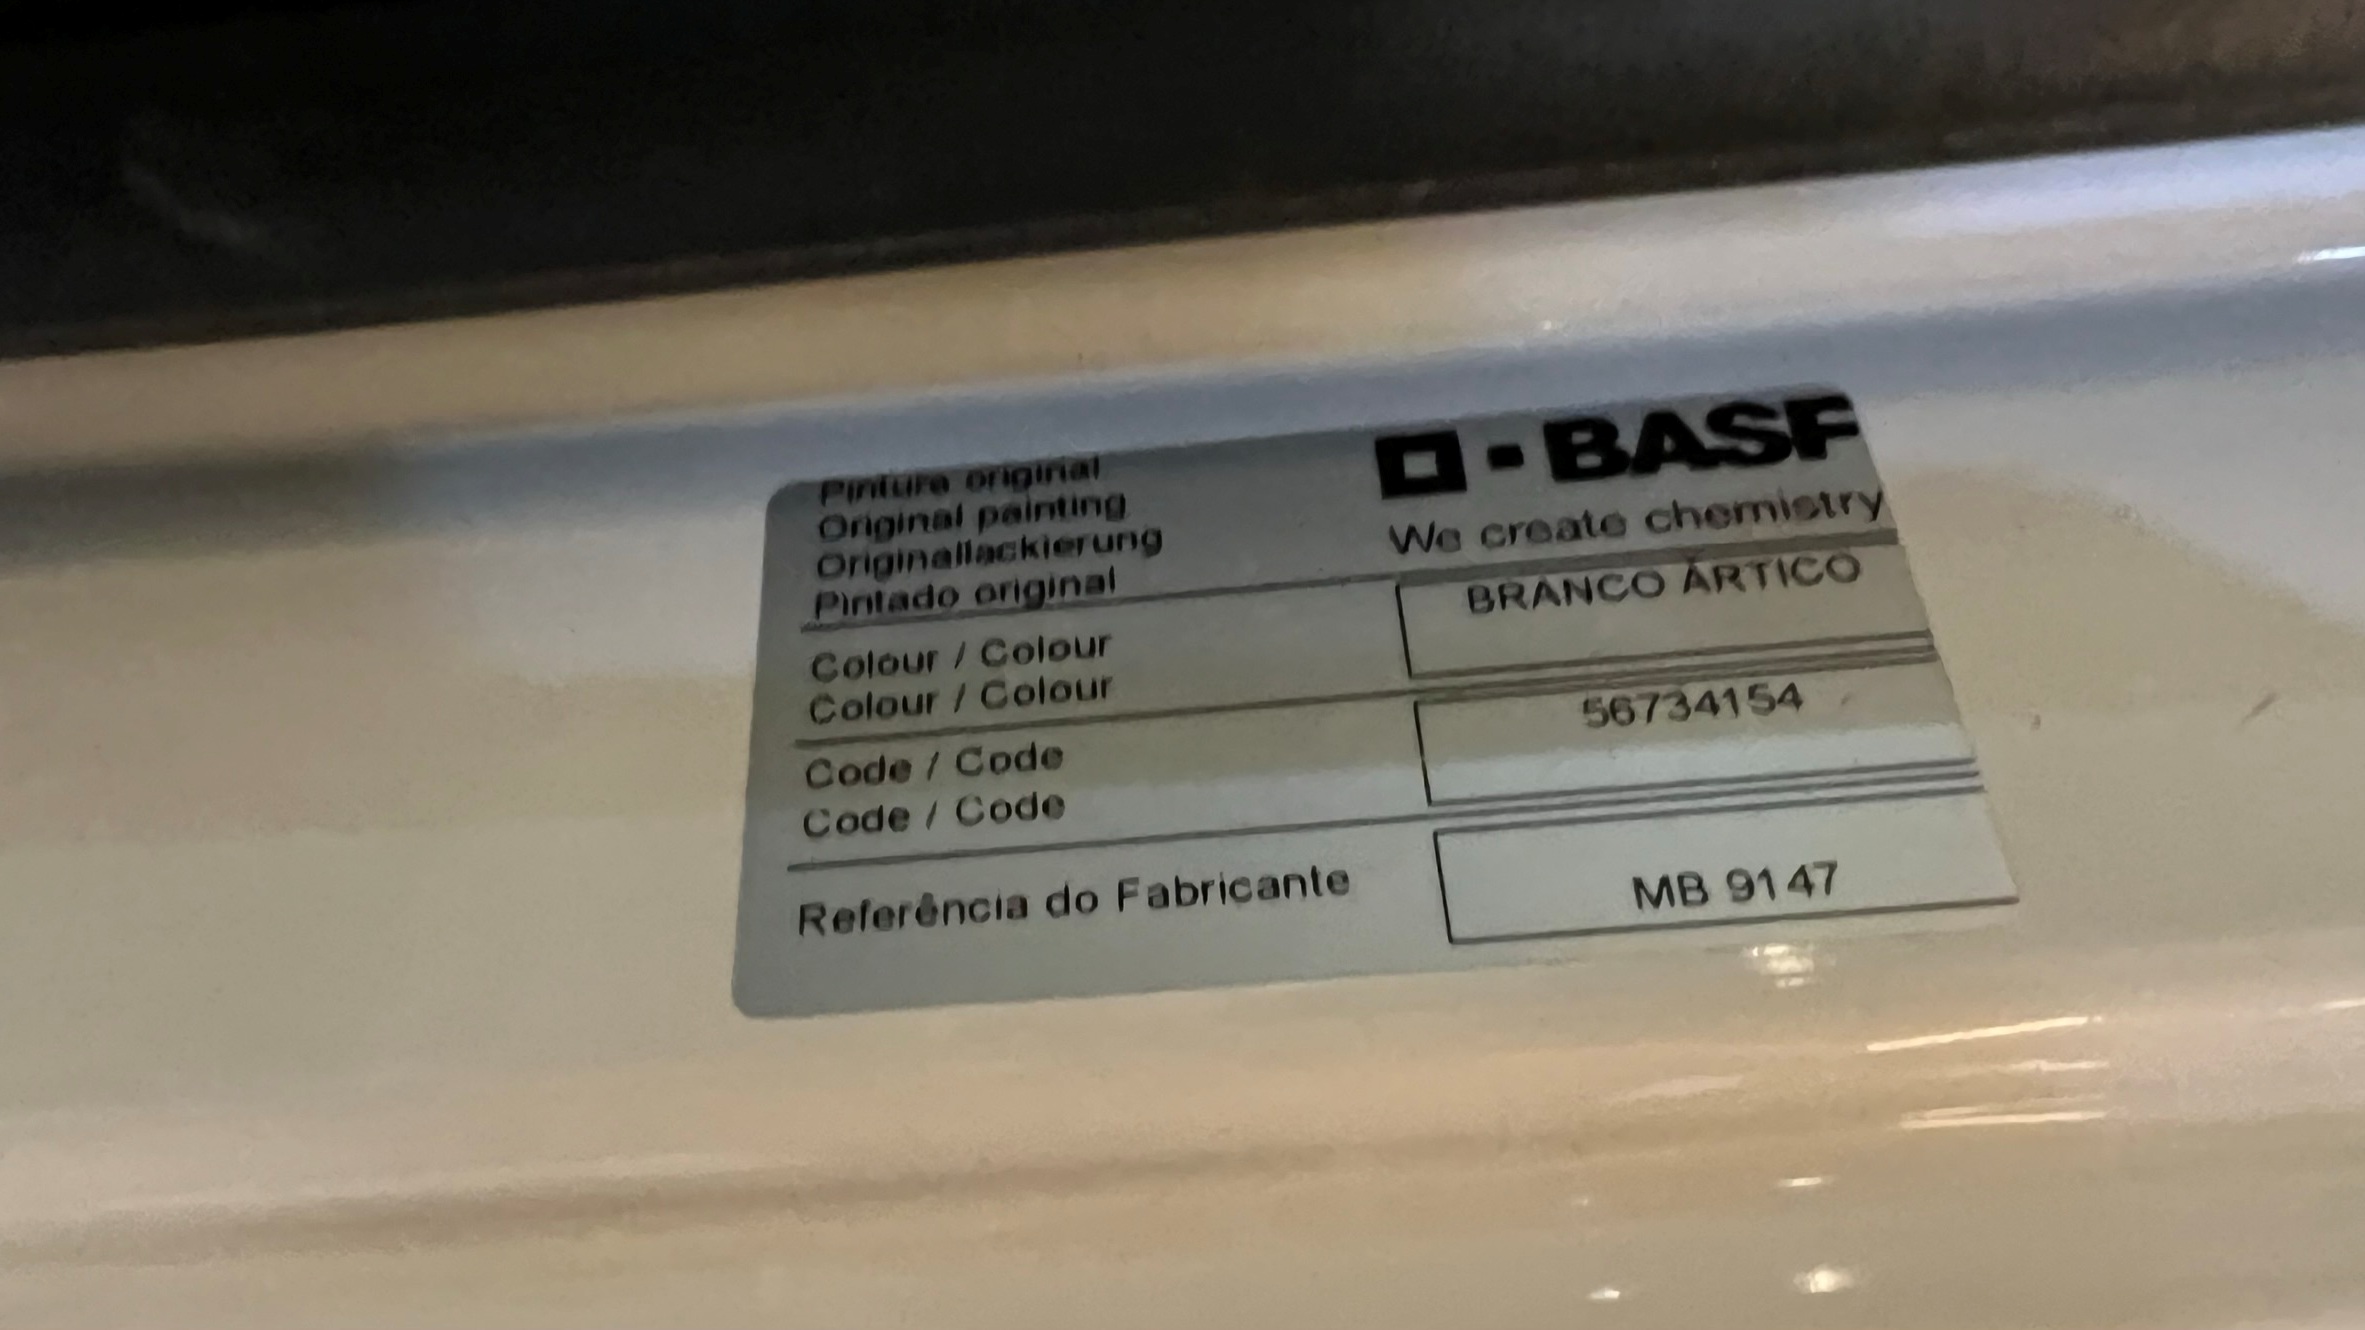 Pinture original
Original painting
Originallackierung
Pintado original
BASF
We create chemistry
Colour / Colour
Colour / Colour
BRANCO ÁRTICO
Code / Code
Code / Code
56734154
Referência do Fabricante
MB 9147